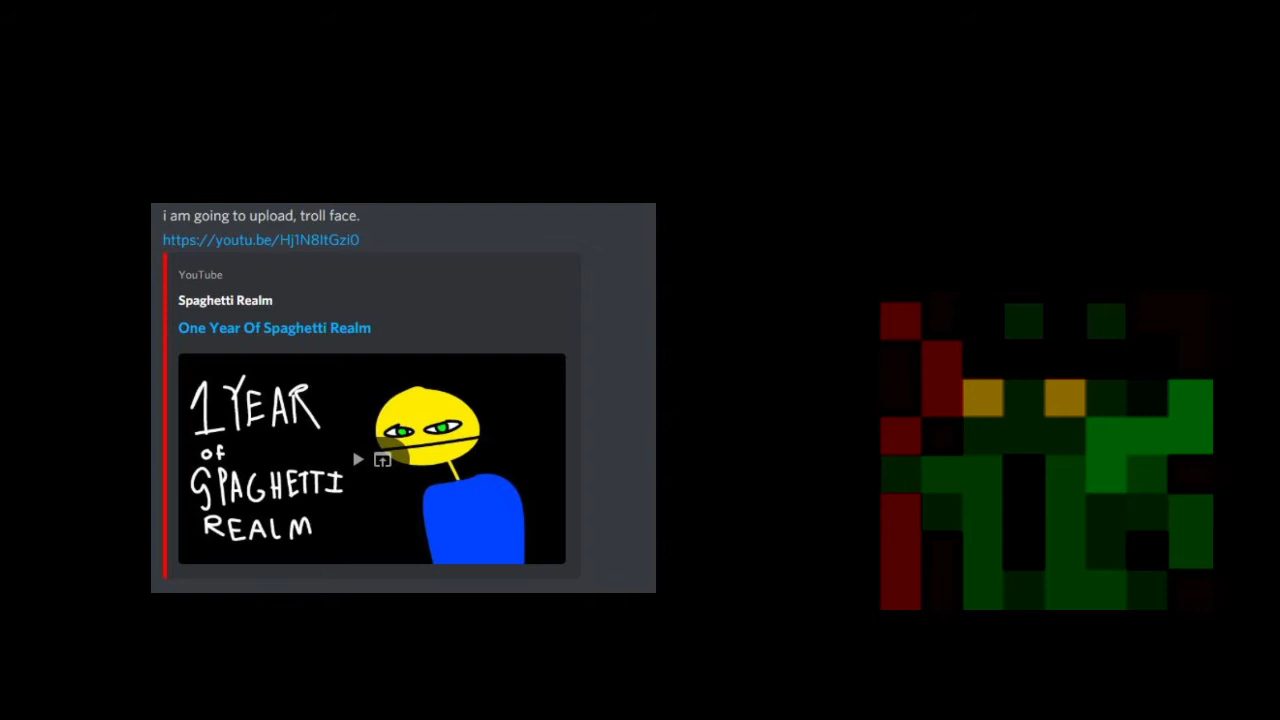 i am going to upload, troll face.
https://youtu.be/Hj1N8ItGzi0
YouTube
Spaghetti Realm
One Year Of Spaghetti Realm
1 YEAR
OF
SPAGHETTI
REALM